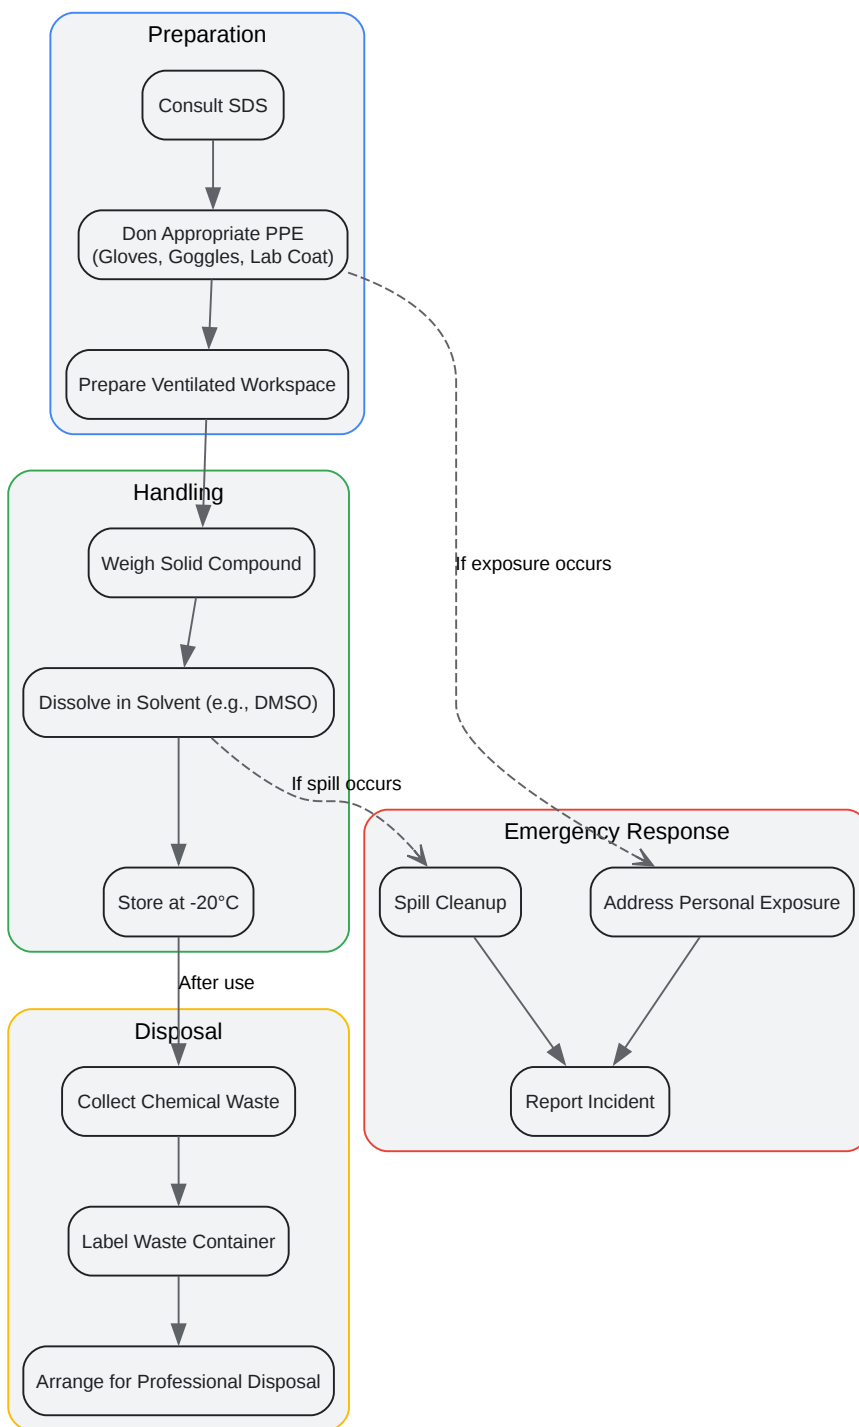 Preparation
Consult SDS
Don Appropriate PPE
(Gloves, Goggles, Lab Coat)
Prepare Ventilated Workspace
Handling
Weigh Solid Compound
If exposure occurs
Dissolve in Solvent (e.g., DMSO)
If spill occurs
Emergency Response
Store at -20°C
Spill Cleanup
Address Personal Exposure
After use
Disposal
Collect Chemical Waste
Report Incident
Label Waste Container
Arrange for Professional Disposal